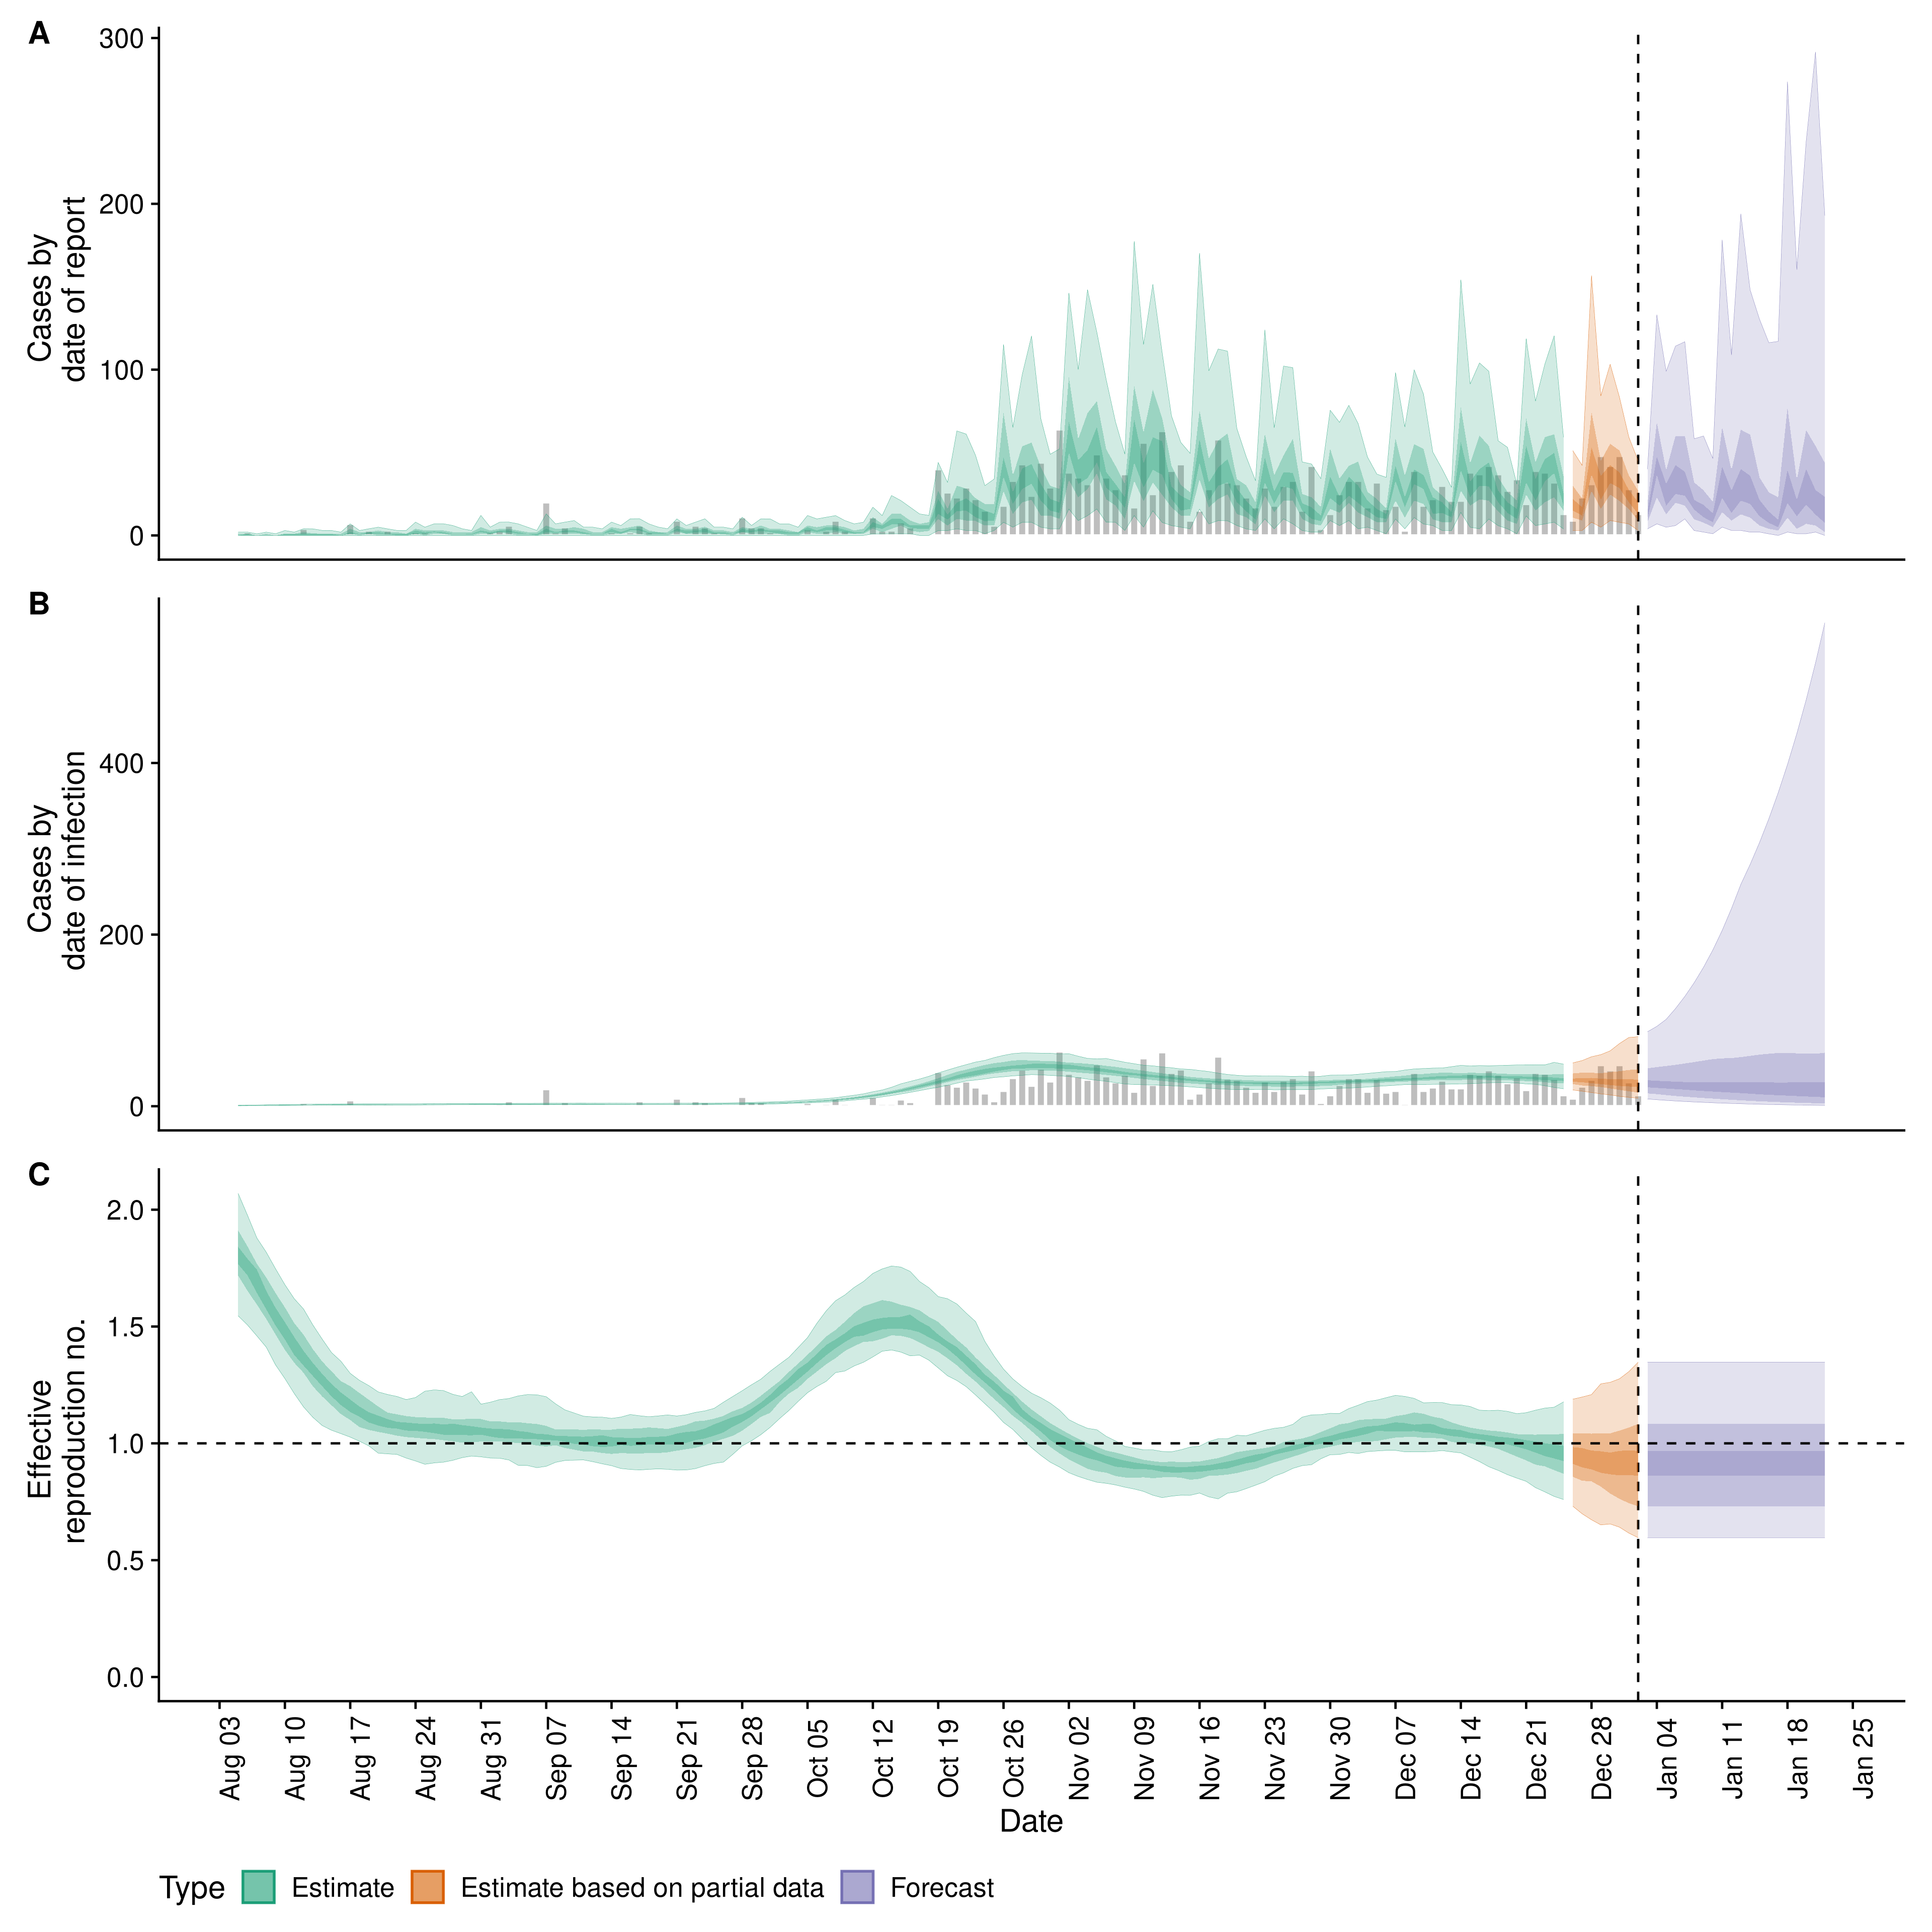 A
300
200
100
0
Cases by
date of report
B
400
200
0
Cases by
date of infection
C
2.0
1.5
1.0
0.5
0.0
Effective
reproduction no.
Aug 03
Aug 10
Aug 17
Aug 24
Aug 31
Sep 07
Sep 14
Sep 21
Sep 28
Oct 05
Oct 12
Oct 19
Oct 26
Nov 02
Nov 09
Nov 16
Nov 23
Nov 30
Dec 07
Dec 14
Dec 21
Dec 28
Jan 04
Jan 11
Jan 18
Jan 25
Date
Type Estimate Estimate based on partial data Forecast